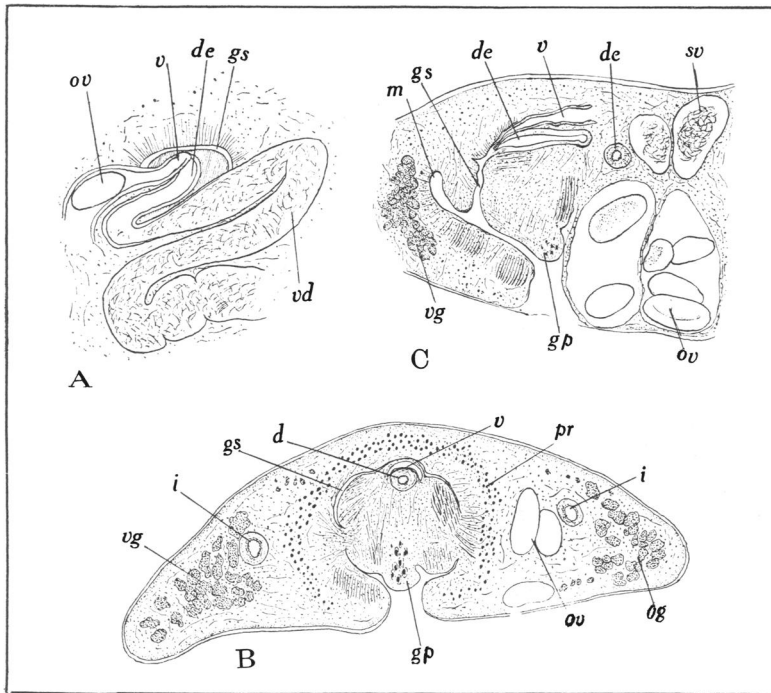 ov v de gs
vd
A
m gs de v de sv
vg gp ov
C
gs d v pr
i i
vg
gp ov og
B